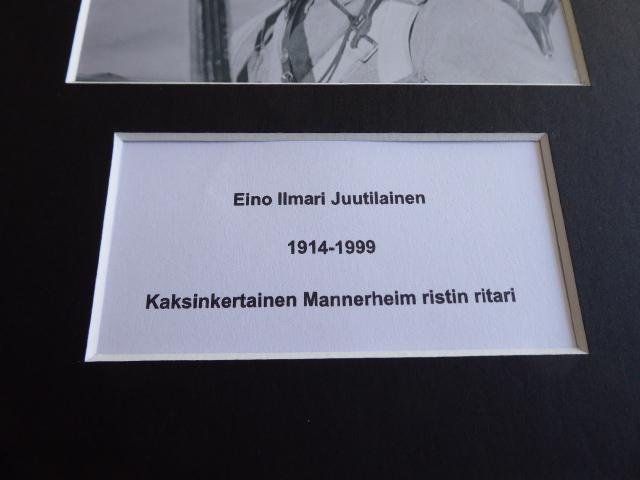 Eino Ilmari Juutilainen
1914-1999
Kaksinkertainen Mannerheim ristin ritari